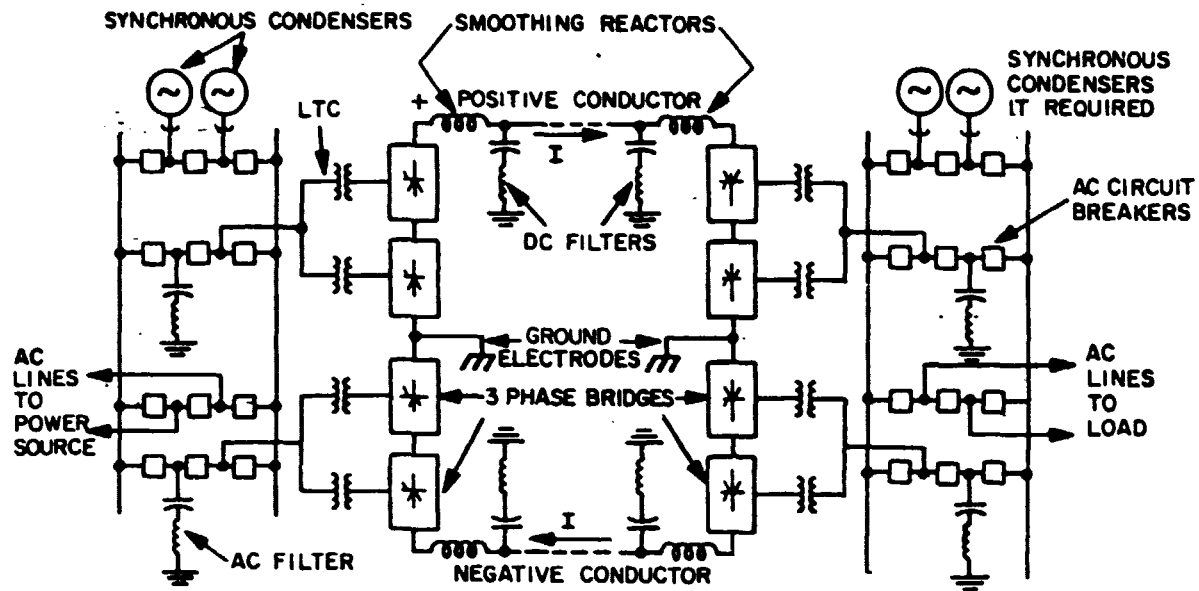 SYNCHRONOUS CONDENSERS
SMOOTHING REACTORS
SYNCHRONOUS
CONDENSERS
IT REQUIRED
LTC
+ POSITIVE CONDUCTOR
I
AC CIRCUIT
BREAKERS
DC FILTERS
GROUND
ELECTRODES
AC
LINES
TO
POWER
SOURCE
3 PHASE BRIDGES
AC
LINES
TO
LOAD
I
AC FILTER
NEGATIVE CONDUCTOR